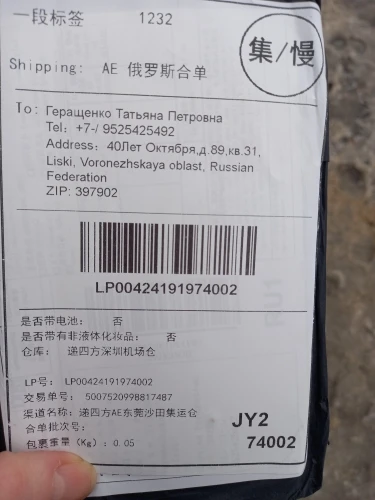 一段标签 1232
集/慢
Shipping: AE 俄罗斯合单
To: Геращенко Татьяна Петровна
Tel: +7-/ 9525425492
Address: 40Лет Октября,д.89,кв.31,
Liski, Voronezhskaya oblast, Russian
Federation
ZIP: 397902
LP00424191974002
是否带电池: 否
是否带有非液体化妆品: 否
仓库: 递四方深圳机场仓
LP号: LP00424191974002
交易单号: 5007520998817487
渠道名称: 递四方AE东莞沙田集运仓
合单批次号:
包裹重量(Kg): 0.05
JY2
74002